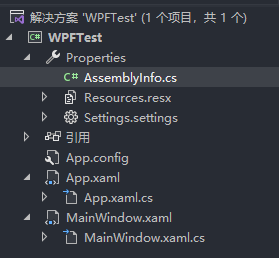 解决方案 'WPFTest' (1 个项目，共 1 个)
C# WPFTest
Properties
C# AssemblyInfo.cs
Resources.resx
Settings.settings
引用
App.config
App.xaml
App.xaml.cs
MainWindow.xaml
MainWindow.xaml.cs